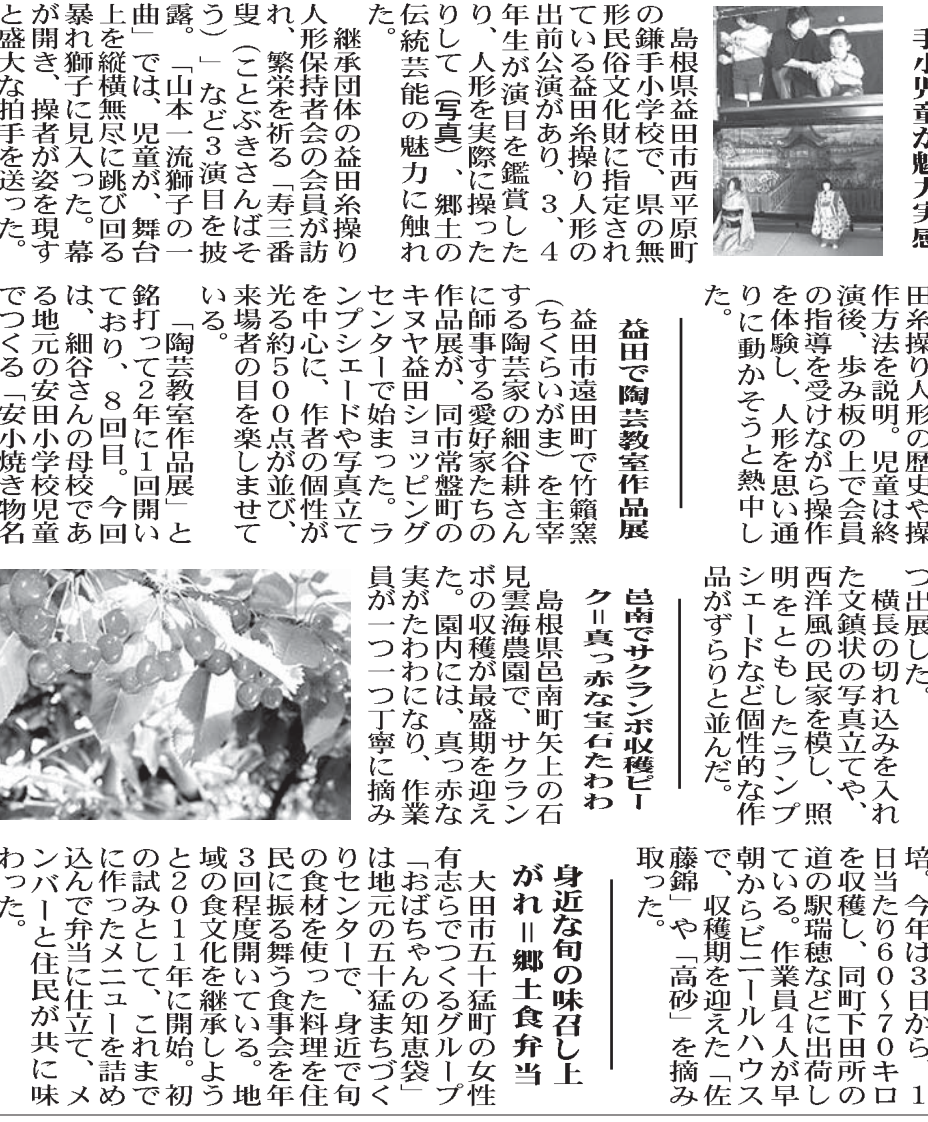 手小児童が魅力実感
島根県益田市西平原町
の鎌手小学校で、県の無
形民俗文化財に指定され
ている益田糸操り人形の
出前公演があり、3、4
年生が演目を鑑賞した
り、人形を実際に操った
りして（写真）、郷土の
伝統芸能の魅力に触れ
た。
継承団体の益田糸操り
人形保持者会の会員が訪
れ、繁栄を祈る「寿三番
叟（ことぶきさんばそ
う）」など3演目を披
露。「山本一流獅子の一
曲」では、児童が、舞台
上を縦横無尽に跳び回る
暴れ獅子に見入った。幕
が開き、操者が姿を現す
と盛大な拍手を送った。
田糸操り人形の歴史や操
作方法を説明。児童は終
演後、歩み板の上で会員
の指導を受けながら操作
を体験し、人形を思い通
りに動かそうと熱中し
た。
益田で陶芸教室作品展
益田市遠田町で竹籟窯
（ちくらいがま）を主宰
する陶芸家の細谷耕さん
に師事する愛好家たちの
作品展が、同市常盤町の
キヌヤ益田ショッピング
センターで始まった。ラ
ンプシェードや写真立て
を中心に、作者の個性が
光る約500点が並び、
来場者の目を楽しませて
いる。
「陶芸教室作品展」と
銘打って2年に1回開い
ており、8回目。今回
は、細谷さんの母校であ
る地元の安田小学校児童
でつくる「安小焼き物名
つ出展した。
横長の切れ込みを入れ
た文鎮状の写真立てや、
西洋風の民家を模し、照
明をともしたランプ
シェードなど個性的な作
品がずらりと並んだ。
邑南でサクランボ収穫ピー
ク＝真っ赤な宝石たわわ
島根県邑南町矢上の石
見雲海農園で、サクラン
ボの収穫が最盛期を迎え
た。園内には、真っ赤な
実がたわわになり、作業
員が一つ一つ丁寧に摘み
培。今年は3日から、1
日当たり60～70キロ
を収穫し、同町下田所の
道の駅瑞穂などに出荷し
ている。作業員4人が早
朝からビニールハウス
で、収穫期を迎えた「佐
藤錦」や「高砂」を摘み
取った。
身近な旬の味召し上
がれ＝郷土食弁当
大田市五十猛町の女性
有志らでつくるグループ
「おばちゃんの知恵袋」
は地元の五十猛まちづく
りセンターで、身近で旬
の食材を使った料理を住
民に振る舞う食事会を年
3回程度開いている。地
域の食文化を継承しよう
と2011年に開始。初
の試みとして、これまで
に作ったメニューを詰め
込んで弁当に仕立て、メ
ンバーと住民が共に味
わった。